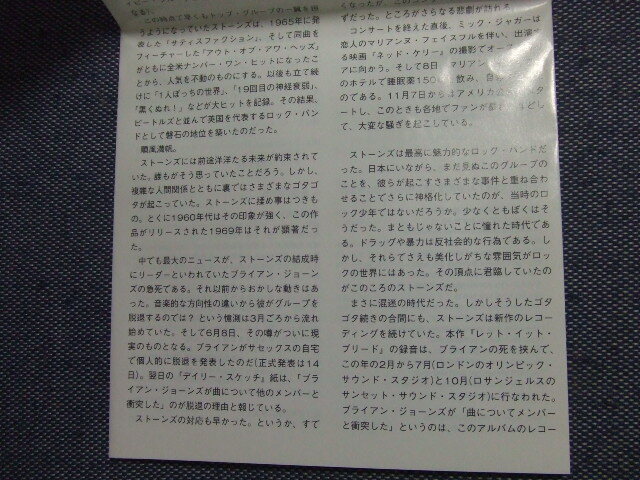 この時点で早くもトップ・グループの一翼を担
うようになっていたストーンズは、1965年に発
表した「サティスファクション」、そして同曲を
フィーチャーした『アウト・オブ・アワ・ヘッズ』
がともに全米ナンバー・ワン・ヒットになったこ
とから、人気を不動のものにする。以後も立て続
けに「1人ぼっちの世界」、「19回目の神経衰弱」、
「黒くぬれ！」などが大ヒットを記録。その結果、
ビートルズと並んで英国を代表するロック・バン
ドとして磐石の地位を築いたのだった。
順風満帆。
ストーンズには前途洋洋たる未来が約束されて
いた。誰もがそう思っていたことだろう。しかし、
複雑な人間関係とともに裏ではさまざまなゴタゴ
タが起こっていた。ストーンズに揉め事はつきも
の。とくに1960年代はその印象が強く、この作
品がリリースされた1969年はそれが顕著だっ
た。
中でも最大のニュースが、ストーンズの結成時
にリーダーといわれていたブライアン・ジョーン
ズの急死である。それ以前からおかしな動きはあ
った。音楽的な方向性の違いから彼がグループを
脱退するのでは？ という憶測は3月ごろから流れ
始めていた。そして6月8日、その噂がついに現
実のものとなる。ブライアンがサセックスの自宅
で個人的に脱退を発表したのだ(正式発表は14
日)。翌日の『デイリー・スケッチ』紙は、「ブラ
イアン・ジョーンズが曲について他のメンバーと
衝突した」のが脱退の理由と報じている。
ストーンズの対応も早かった。というか、すで
ずだった。ところがさらなる悲劇が訪れ
コンサートを終えた直後、ミック・ジャガーは
恋人のマリアンヌ・フェイスフルを伴い、出演す
る映画『ネッド・ケリー』の撮影でオース
アに向かう。そして8日、マリアン
のホテルで睡眠薬150 飲み、自
のである。11月7日からはアメリカ
ートし、このときも各地でファンが どして
て、大変な騒ぎを起こしている。
ストーンズは最高に魅力的なロック・バンドだ
った。日本にいながら、まだ見ぬこのグループの
ことを、彼らが起こすさまざまな事件と重ね合わ
せることでさらに神格化していたのが、当時のロ
ック少年ではないだろうか。少なくともぼくはそ
うだった。まともじゃないことに憧れた時代であ
る。ドラッグや暴力は反社会的な行為である。し
かし、それらでさえも美化しがちな雰囲気がロッ
クの世界にはあった。その頂点に君臨していたの
がこのころのストーンズだ。
まさに混迷の時代だった。しかしそうしたゴタ
ゴタ続きの合間にも、ストーンズは新作のレコー
ディングを続けていた。本作『レット・イット・
ブリード』の録音は、ブライアンの死を挟んで、
この年の2月から7月(ロンドンのオリンピック・
サウンド・スタジオ)と10月(ロサンジェルスの
サンセット・サウンド・スタジオ)に行なわれた。
ブライアン・ジョーンズが「曲についてメンバー
と衝突した」というのは、このアルバムのレコー